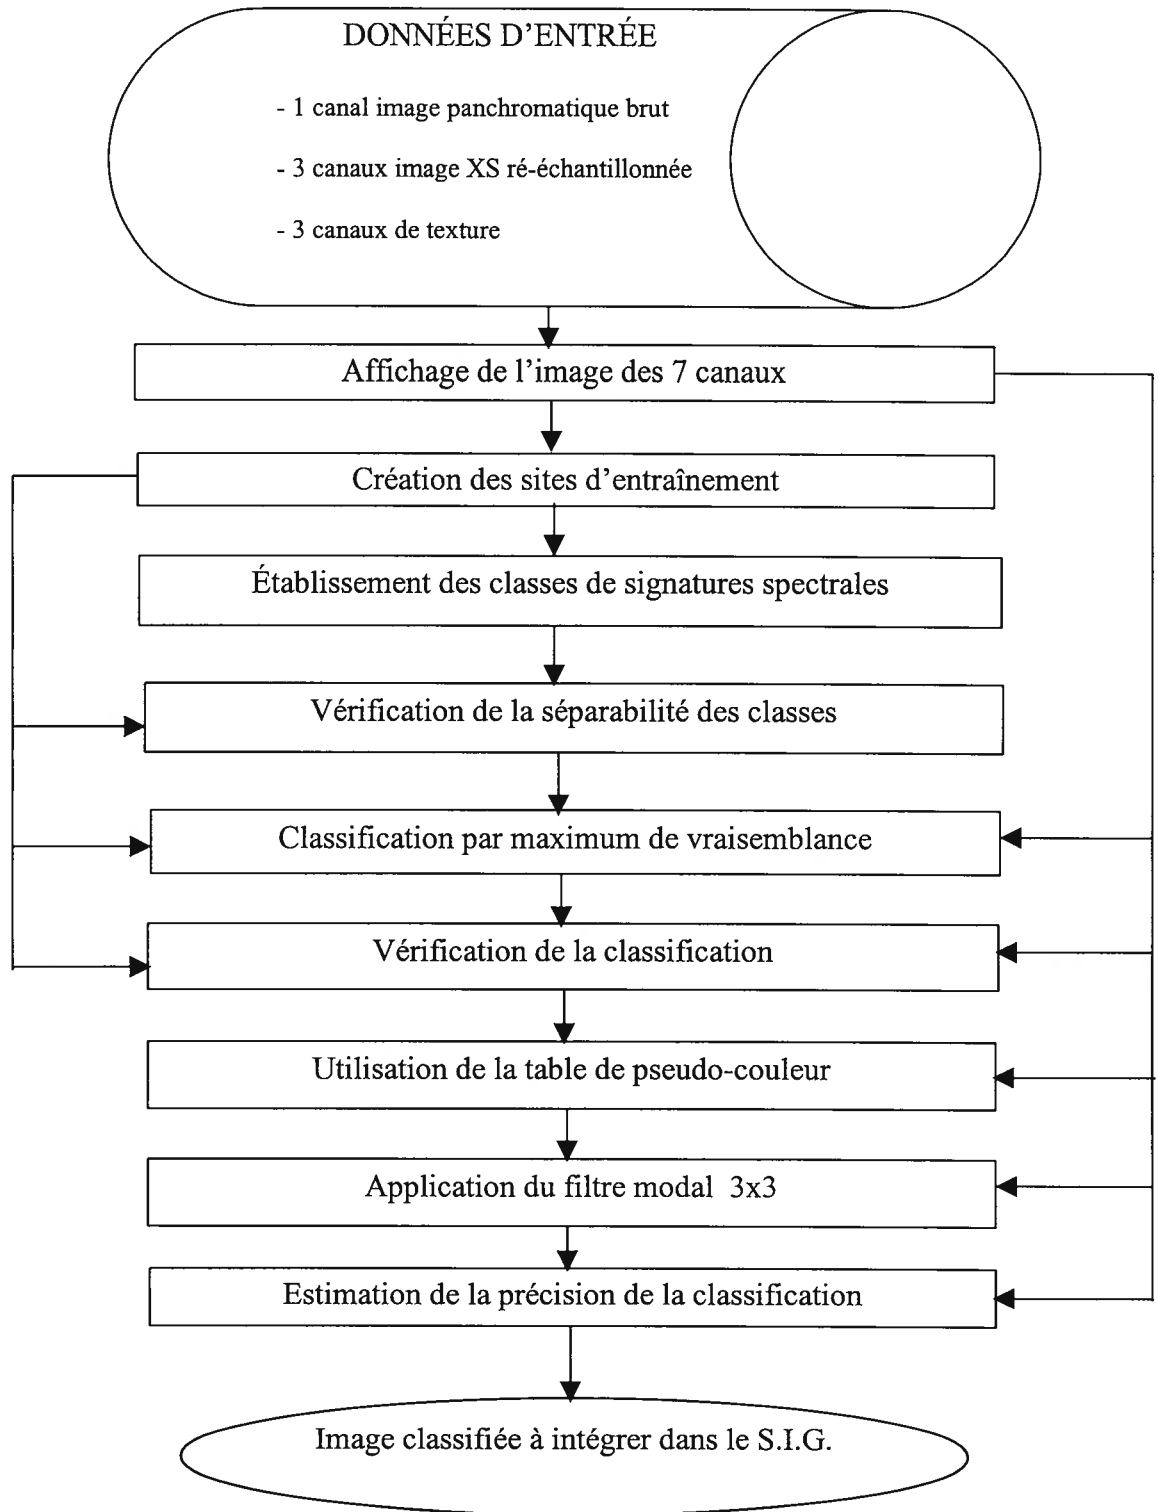 DONNÉES D'ENTRÉE
- 1 canal image panchromatique brut
- 3 canaux image XS ré-échantillonnée
- 3 canaux de texture
Affichage de l'image des 7 canaux
Création des sites d'entraînement
Établissement des classes de signatures spectrales
Vérification de la séparabilité des classes
Classification par maximum de vraisemblance
Vérification de la classification
Utilisation de la table de pseudo-couleur
Application du filtre modal 3x3
Estimation de la précision de la classification
Image classifiée à intégrer dans le S.I.G.